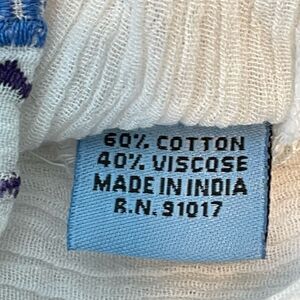 60% COTTON
40% VISCOSE
MADE IN INDIA
R.N. 91017